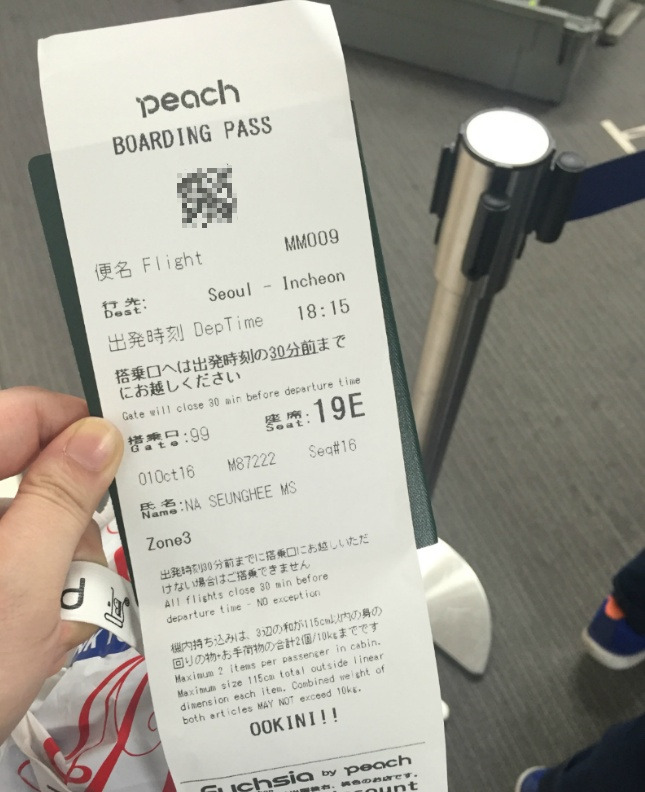 peach
BOARDING PASS
便名 Flight MM009
行先: Dest: Seoul - Incheon
出発時刻 DepTime 18:15
搭乗口へは出発時刻の30分前まで
にお越しください
Gate will close 30 min before departure time
搭乗口: Gate: 99 座席: Seat: 19E
01Oct16 M87222 Seq#16
氏名: Name: NA SEUNGHEE MS
Zone3
出発時刻30分前までに搭乗口にお越しいただ
けない場合はご搭乗できません
All flights close 30 min before
departure time - NO exception
機内持ち込みは、3辺の和が115cm以内の身の
回りの物+お手荷物の合計2個/10kgまでです
Maximum 2 items per passenger in cabin.
Maximum size 115cm total outside linear
dimension each item. Combined weight of
both articles MAY NOT exceed 10kg.
OOKINI!!
Fuchsia by peach